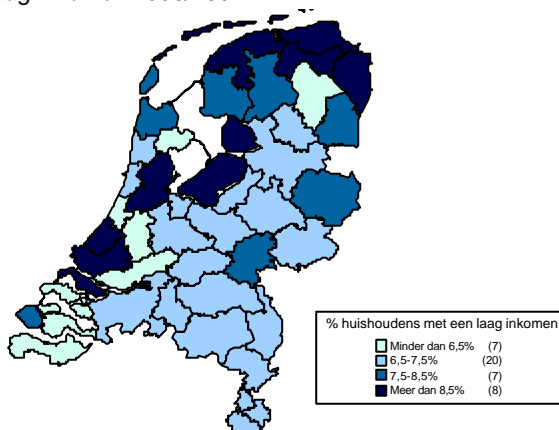 % huishoudens met een laag inkomen
Minder dan 6,5% (7)
6,5-7,5% (20)
7,5-8,5% (7)
Meer dan 8,5% (8)